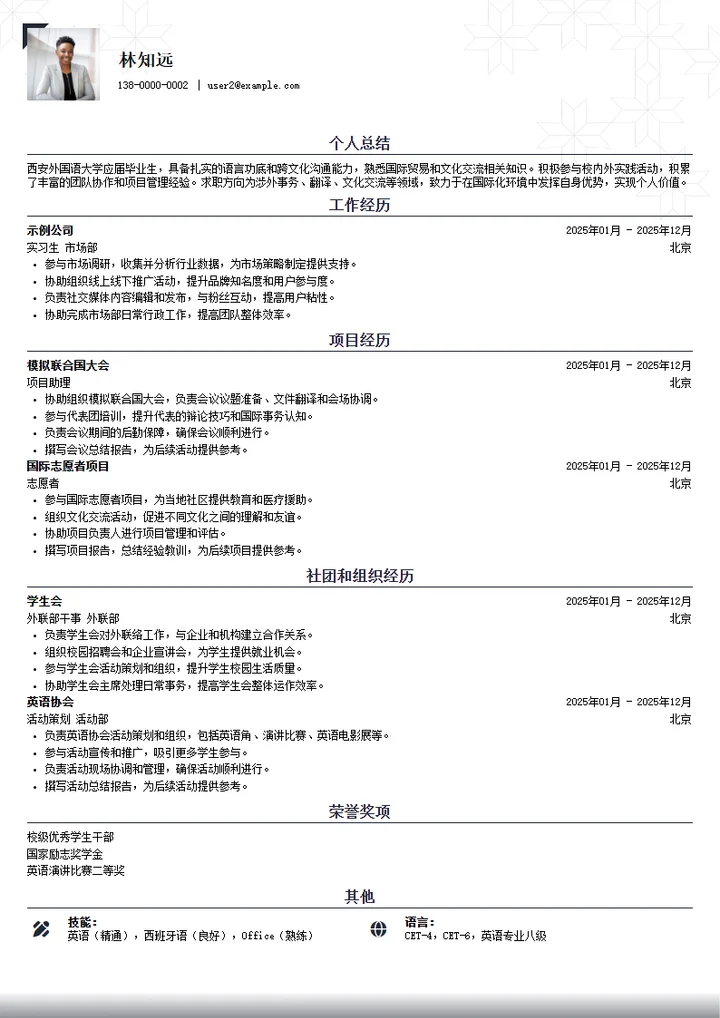 林知远
138-0000-0002 | user2@example.com
个人总结
西安外国语大学应届毕业生，具备扎实的语言功底和跨文化沟通能力，熟悉国际贸易和文化交流相关知识。积极参与校内外实践活动，积累
了丰富的团队协作和项目管理经验。求职方向为涉外事务、翻译、文化交流等领域，致力于在国际化环境中发挥自身优势，实现个人价值。
工作经历
示例公司 2025年01月 - 2025年12月
实习生 市场部 北京
• 参与市场调研，收集并分析行业数据，为市场策略制定提供支持。
• 协助组织线上线下推广活动，提升品牌知名度和用户参与度。
• 负责社交媒体内容编辑和发布，与粉丝互动，提高用户粘性。
• 协助完成市场部日常行政工作，提高团队整体效率。
项目经历
模拟联合国大会 2025年01月 - 2025年12月
项目助理 北京
• 协助组织模拟联合国大会，负责会议议题准备、文件翻译和会场协调。
• 参与代表团培训，提升代表的辩论技巧和国际事务认知。
• 负责会议期间的后勤保障，确保会议顺利进行。
• 撰写会议总结报告，为后续活动提供参考。
国际志愿者项目 2025年01月 - 2025年12月
志愿者 北京
• 参与国际志愿者项目，为当地社区提供教育和医疗援助。
• 组织文化交流活动，促进不同文化之间的理解和友谊。
• 协助项目负责人进行项目管理和评估。
• 撰写项目报告，总结经验教训，为后续项目提供参考。
社团和组织经历
学生会 2025年01月 - 2025年12月
外联部干事 外联部 北京
• 负责学生会对外联络工作，与企业和机构建立合作关系。
• 组织校园招聘会和企业宣讲会，为学生提供就业机会。
• 参与学生会活动策划和组织，提升学生校园生活质量。
• 协助学生会主席处理日常事务，提高学生会整体运作效率。
英语协会 2025年01月 - 2025年12月
活动策划 活动部 北京
• 负责英语协会活动策划和组织，包括英语角、演讲比赛、英语电影展等。
• 参与活动宣传和推广，吸引更多学生参与。
• 负责活动现场协调和管理，确保活动顺利进行。
• 撰写活动总结报告，为后续活动提供参考。
荣誉奖项
校级优秀学生干部
国家励志奖学金
英语演讲比赛二等奖
其他
技能：
英语（精通），西班牙语（良好），Office（熟练）
语言：
CET-4，CET-6，英语专业八级